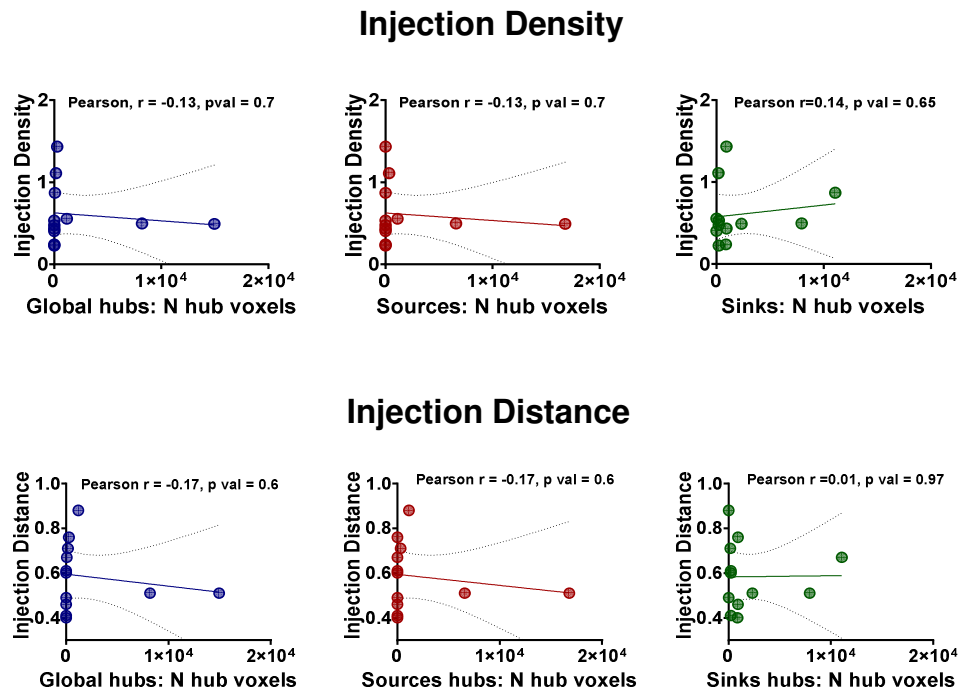 Injection Density
Pearson, r = -0.13, pval = 0.7
Injection Density
2
1
0
0
1×10⁴
2×10⁴
Global hubs: N hub voxels
Pearson r = -0.13, p val = 0.7
Injection Density
2
1
0
0
1×10⁴
2×10⁴
Sources: N hub voxels
Pearson r=0.14, p val = 0.65
Injection Density
2
1
0
0
1×10⁴
2×10⁴
Sinks: N hub voxels
Injection Distance
Pearson r = -0.17, p val = 0.6
Injection Distance
1.0
0.8
0.6
0.4
0
1×10⁴
2×10⁴
Global hubs: N hub voxels
Pearson r = -0.17, p val = 0.6
Injection Distance
1.0
0.8
0.6
0.4
0
1×10⁴
2×10⁴
Sources hubs: N hub voxels
Pearson r =0.01, p val = 0.97
Injection Distance
1.0
0.8
0.6
0.4
0
1×10⁴
2×10⁴
Sinks hubs: N hub voxels